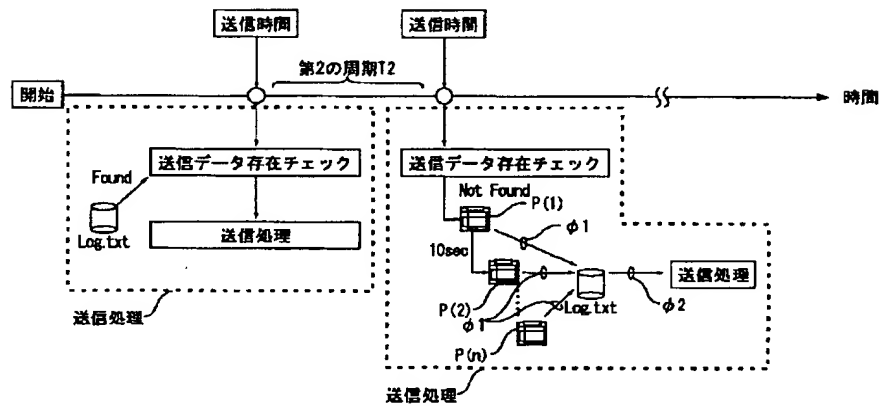 送信時間
送信時間
第2の周期T2
開始
時間
送信データ存在チェック
Found
Log.txt
送信処理
送信処理
送信データ存在チェック
Not Found
P(1)
φ1
10sec
P(2)
φ1
Log.txt
φ2
送信処理
P(n)
送信処理